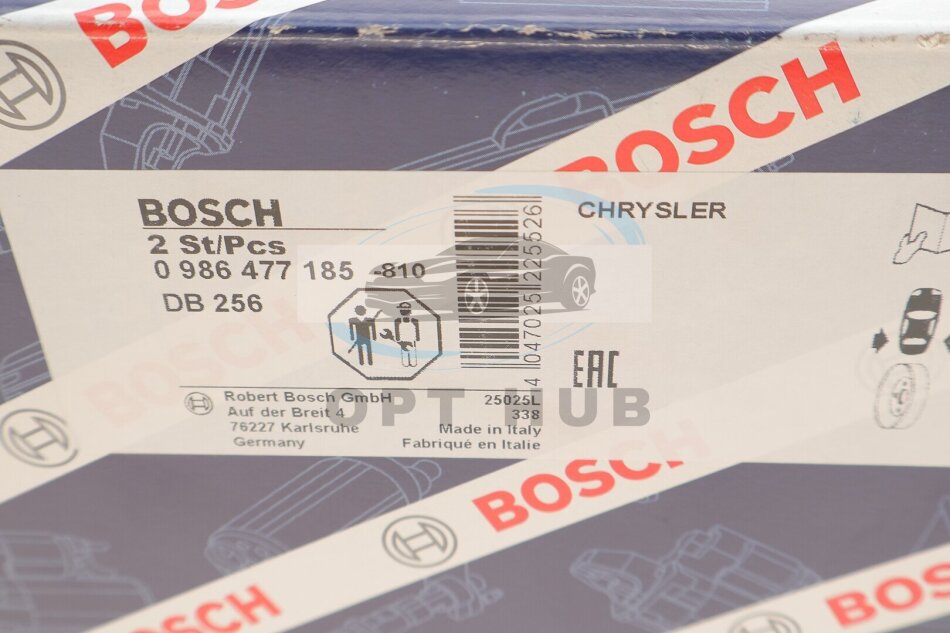 BOSCH
BOSCH
BOSCH
2 St/Pcs
0 986 477 185 -810
DB 256
4 047025 225526
CHRYSLER
EAC
Robert Bosch GmbH
Auf der Breit 4
76227 Karlsruhe
Germany
25025L
338
Made in Italy
Fabriqué en Italie
OPT HUB
BOSCH
BOSCH
BOSCH